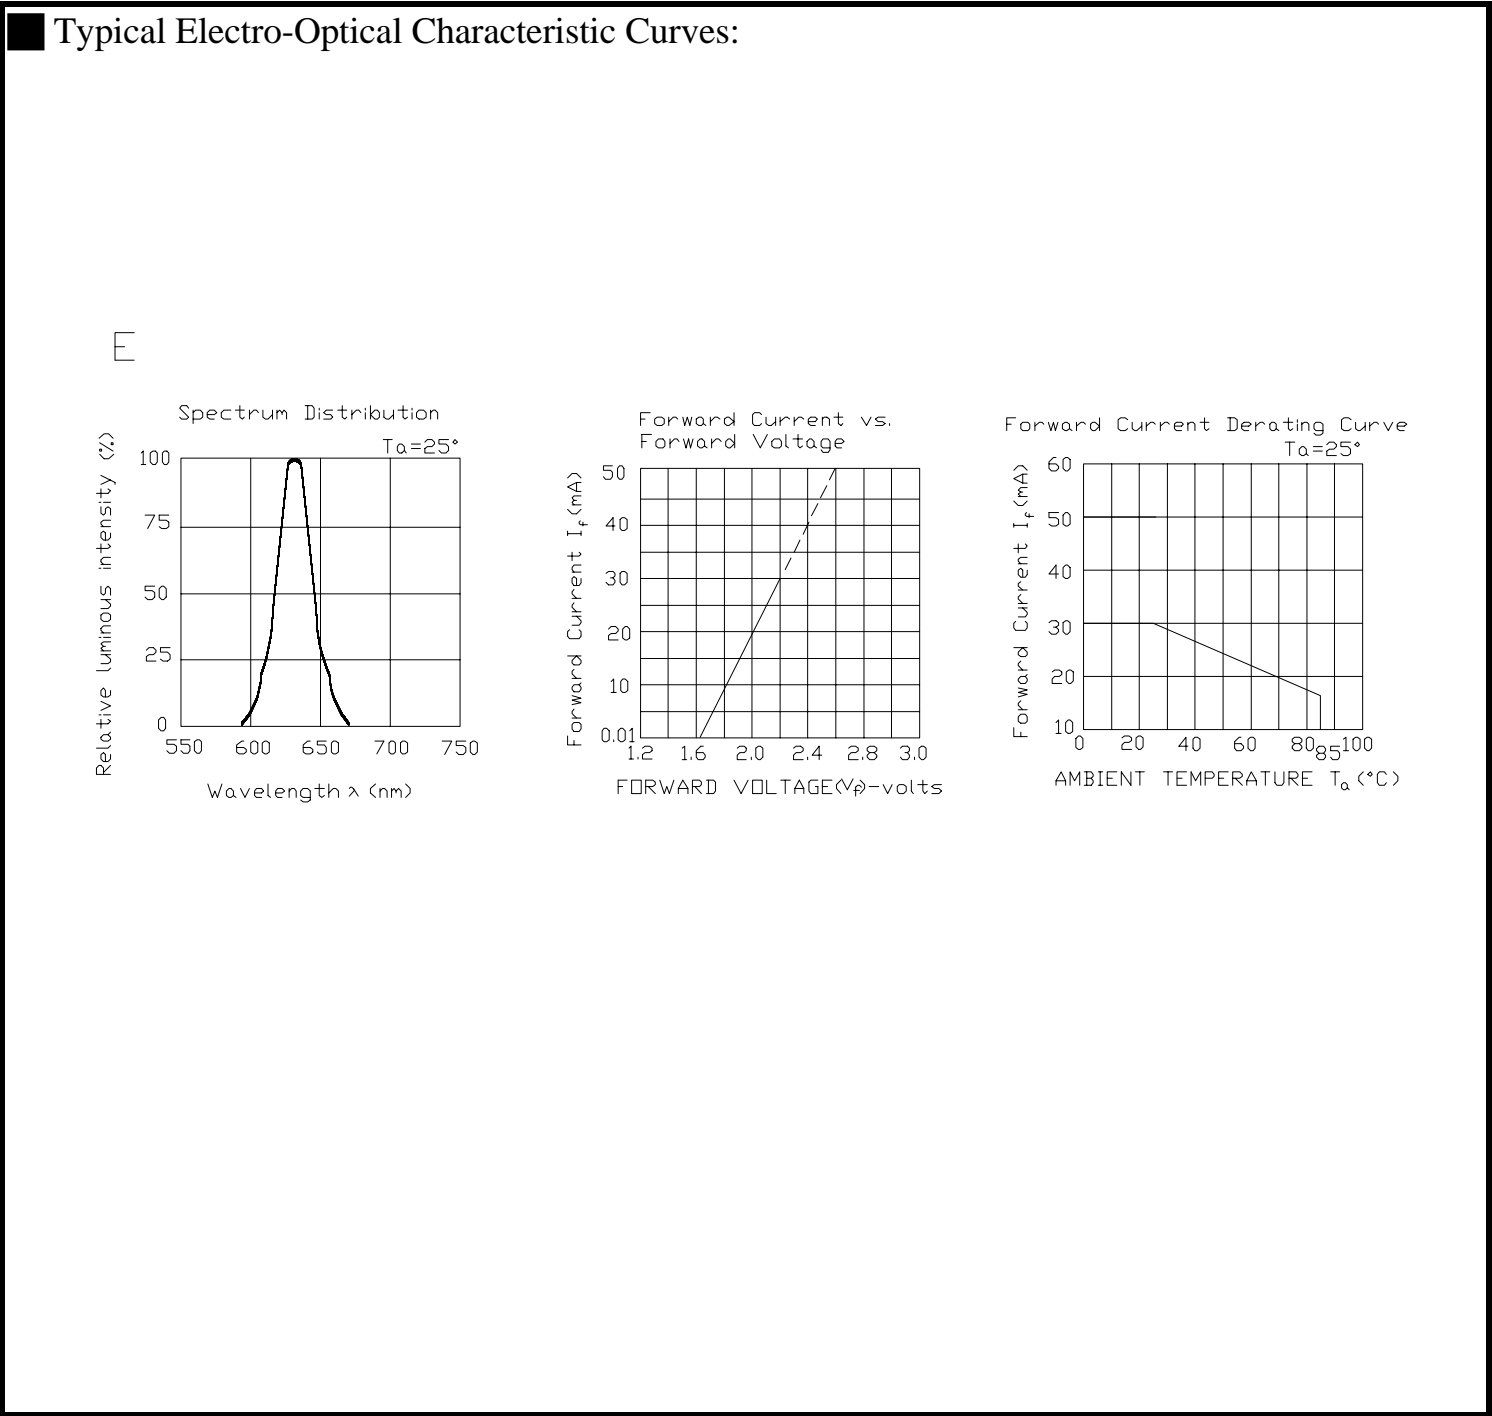 Typical Electro-Optical Characteristic Curves:
E
Spectrum Distribution
Ta=25°
Relative luminous intensity (%)
100
75
50
25
0
550 600 650 700 750
Wavelength λ (nm)
Forward Current vs.
Forward Voltage
Forward Current If(mA)
50
40
30
20
10
0.01
1.2 1.6 2.0 2.4 2.8 3.0
FORWARD VOLTAGE(Vf)-volts
Forward Current Derating Curve
Ta=25°
Forward Current If(mA)
60
50
40
30
20
10
0 20 40 60 80 85 100
AMBIENT TEMPERATURE Ta(°C)